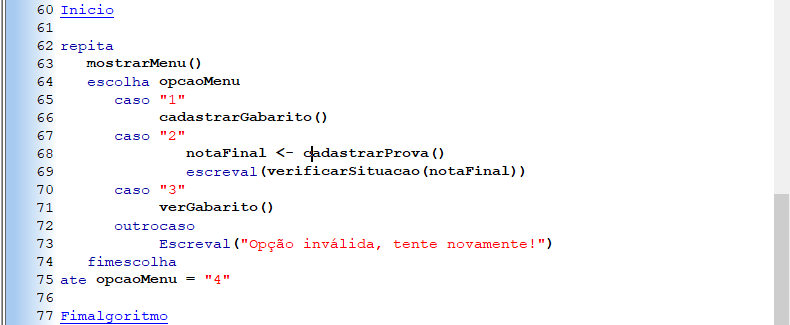 60 Inicio
61
62 repita
63 mostrarMenu()
64 escolha opcaoMenu
65 caso "1"
66 cadastrarGabarito()
67 caso "2"
68 notaFinal <- cadastrarProva()
69 escreval(verificarSituacao(notaFinal))
70 caso "3"
71 verGabarito()
72 outrocaso
73 Escreval("Opção inválida, tente novamente!")
74 fimescolha
75 ate opcaoMenu = "4"
76
77 Fimalgoritmo